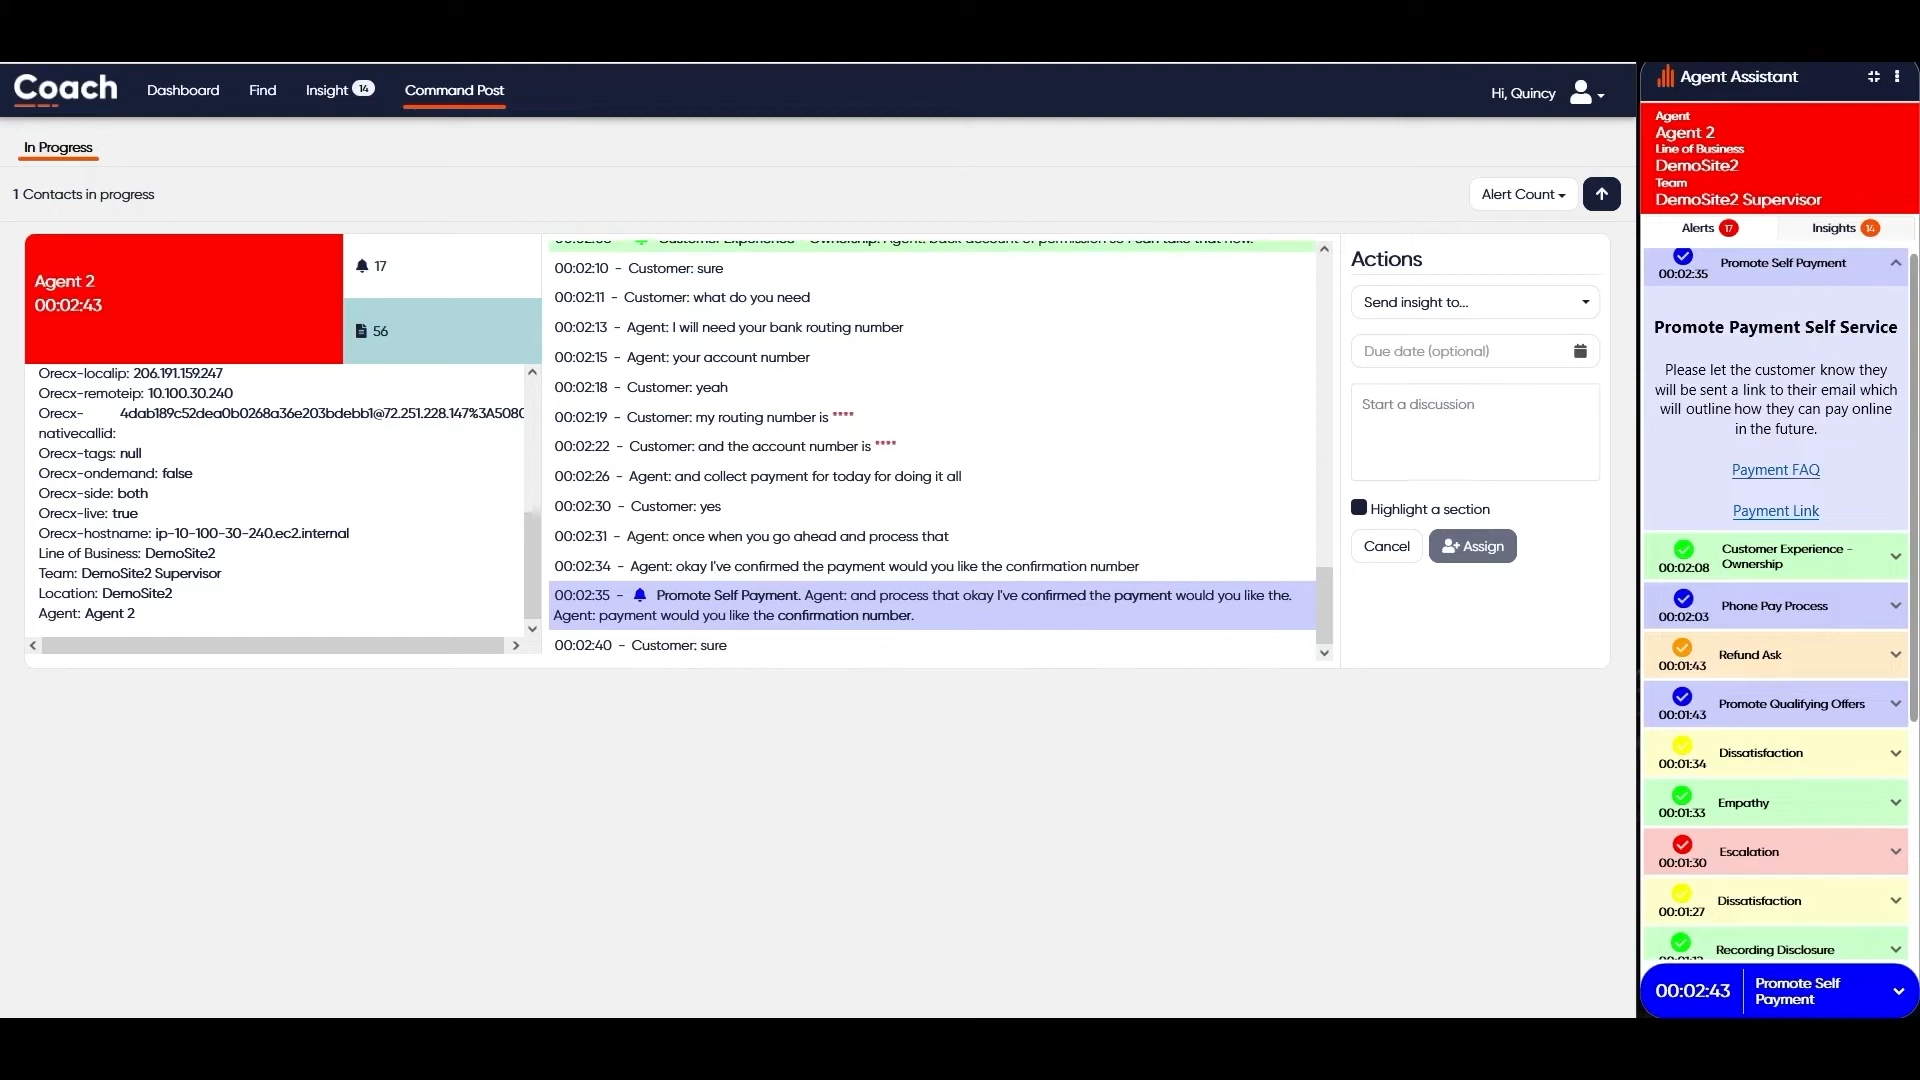 Coach
Dashboard
Find
Insight 14
Command Post
Hi, Quincy
In Progress
1 Contacts in progress
Alert Count
Agent 2
00:02:43
17
56
Orecx-localip: 206.191.159.247
Orecx-remoteip: 10.100.30.240
Orecx- 4dab189c52dea0b0268a36e203bdebb1@72.251.228.147%3A5080
nativecallid:
Orecx-tags: null
Orecx-ondemand: false
Orecx-side: both
Orecx-live: true
Orecx-hostname: ip-10-100-30-240.ec2.internal
Line of Business: DemoSite2
Team: DemoSite2 Supervisor
Location: DemoSite2
Agent: Agent 2
00:02:10 - Customer: sure
00:02:11 - Customer: what do you need
00:02:13 - Agent: I will need your bank routing number
00:02:15 - Agent: your account number
00:02:18 - Customer: yeah
00:02:19 - Customer: my routing number is ****
00:02:22 - Customer: and the account number is ****
00:02:26 - Agent: and collect payment for today for doing it all
00:02:30 - Customer: yes
00:02:31 - Agent: once when you go ahead and process that
00:02:34 - Agent: okay I've confirmed the payment would you like the confirmation number
00:02:35 - Promote Self Payment. Agent: and process that okay I've confirmed the payment would you like the.
Agent: payment would you like the confirmation number.
00:02:40 - Customer: sure
Actions
Send insight to...
Due date (optional)
Start a discussion
Highlight a section
Cancel
Assign
Agent Assistant
Agent
Agent 2
Line of Business
DemoSite2
Team
DemoSite2 Supervisor
Alerts 17
Insights 14
00:02:35 Promote Self Payment
Promote Payment Self Service
Please let the customer know they
will be sent a link to their email which
will outline how they can pay online
in the future.
Payment FAQ
Payment Link
00:02:08 Customer Experience -
Ownership
00:02:03 Phone Pay Process
00:01:43 Refund Ask
00:01:43 Promote Qualifying Offers
00:01:34 Dissatisfaction
00:01:33 Empathy
00:01:30 Escalation
00:01:27 Dissatisfaction
Recording Disclosure
00:02:43
Promote Self
Payment